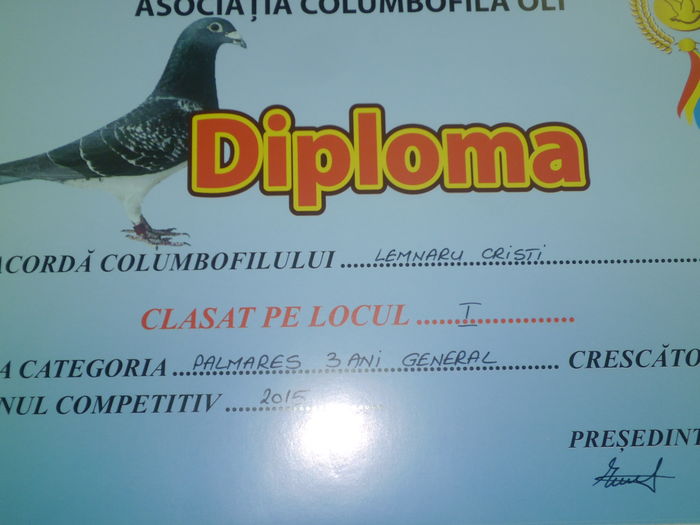 ASOCIAȚIA COLUMBOFILA OLT
Diploma
ACORDĂ COLUMBOFILULUI LEMNARU CRISTI
CLASAT PE LOCUL I
A CATEGORIA PALMARES 3 ANI GENERAL CRESCĂTO
NUL COMPETITIV 2015
PREȘEDINT